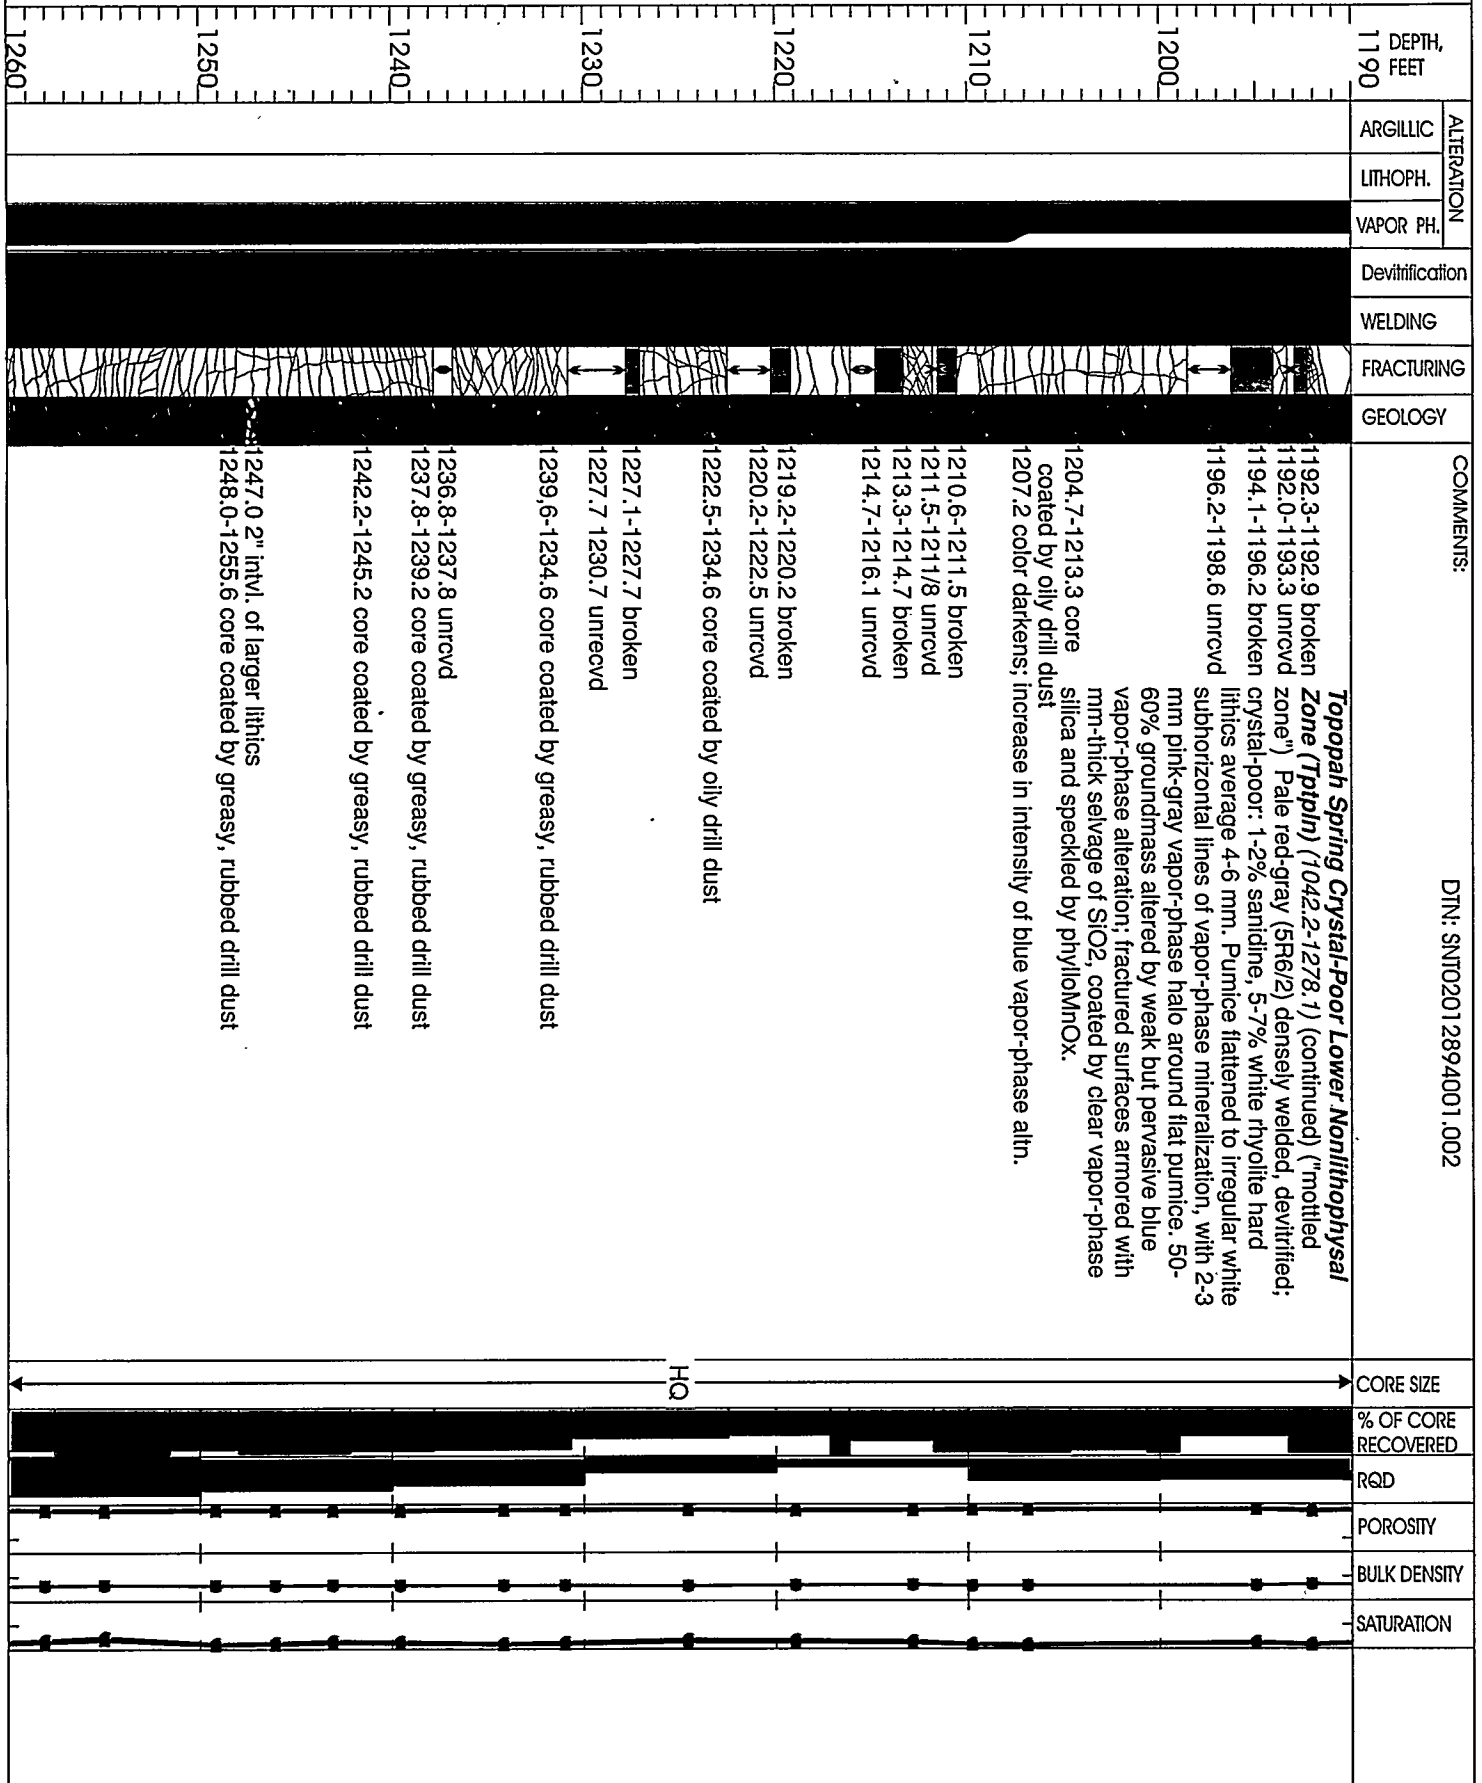 DTN: SNT02012894001.002
DEPTH, FEET
ALTERATION
ARGILLIC
LITHOPH.
VAPOR PH.
Devitrification
WELDING
FRACTURING
GEOLOGY
COMMENTS:
CORE SIZE
% OF CORE RECOVERED
RQD
POROSITY
BULK DENSITY
SATURATION
1190
1200
1210
1220
1230
1240
1250
1260
1192.3-1192.9 broken
1192.0-1193.3 unrcvd
1194.1-1196.2 broken
1196.2-1198.6 unrcvd
Topopah Spring Crystal-Poor Lower Nonlithophysal
Zone (Tptpln) (1042.2-1278.1) (continued) ("mottled
zone") Pale red-gray (5R6/2) densely welded, devitrified;
crystal-poor: 1-2% sanidine, 5-7% white rhyolite hard
lithics average 4-6 mm. Pumice flattened to irregular white
subhorizontal lines of vapor-phase mineralization, with 2-3
mm pink-gray vapor-phase halo around flat pumice. 50-
60% groundmass altered by weak but pervasive blue
vapor-phase alteration; fractured surfaces armored with
mm-thick selvage of SiO2, coated by clear vapor-phase
silica and speckled by phylloMnOx.
1204.7-1213.3 core
coated by oily drill dust
1207.2 color darkens; increase in intensity of blue vapor-phase altn.
1210.6-1211.5 broken
1211.5-1211/8 unrcvd
1213.3-1214.7 broken
1214.7-1216.1 unrcvd
1219.2-1220.2 broken
1220.2-1222.5 unrcvd
1222.5-1234.6 core coated by oily drill dust
1227.1-1227.7 broken
1227.7 1230.7 unrecvd
1239,6-1234.6 core coated by greasy, rubbed drill dust
1236.8-1237.8 unrcvd
1237.8-1239.2 core coated by greasy, rubbed drill dust
1242.2-1245.2 core coated by greasy, rubbed drill dust
1247.0 2" intvl. of larger lithics
1248.0-1255.6 core coated by greasy, rubbed drill dust
HQ